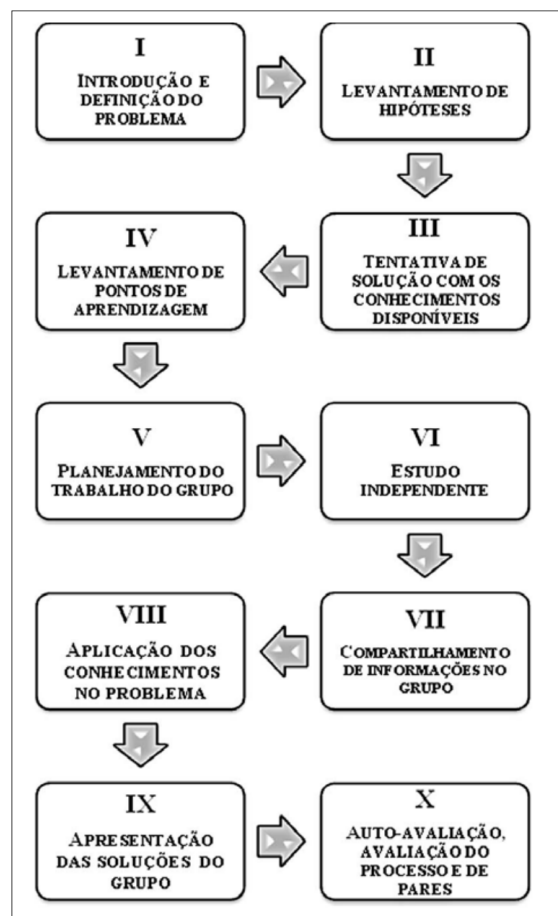 I
INTRODUÇÃO E
DEFINIÇÃO DO
PROBLEMA
II
LEVANTAMENTO DE
HIPÓTESES
III
TENTATIVA DE
SOLUÇÃO COM OS
CONHECIMENTOS
DISPONÍVEIS
IV
LEVANTAMENTO DE
PONTOS DE
APRENDIZAGEM
V
PLANEJAMENTO DO
TRABALHO DO GRUPO
VI
ESTUDO
INDEPENDENTE
VII
COMPARTILHAMENTO
DE INFORMAÇÕES NO
GRUPO
VIII
APLICAÇÃO DOS
CONHECIMENTOS
NO PROBLEMA
IX
APRESENTAÇÃO
DAS SOLUÇÕES DO
GRUPO
X
AUTO-AVALIAÇÃO,
AVALIAÇÃO DO
PROCESSO E DE
PARES